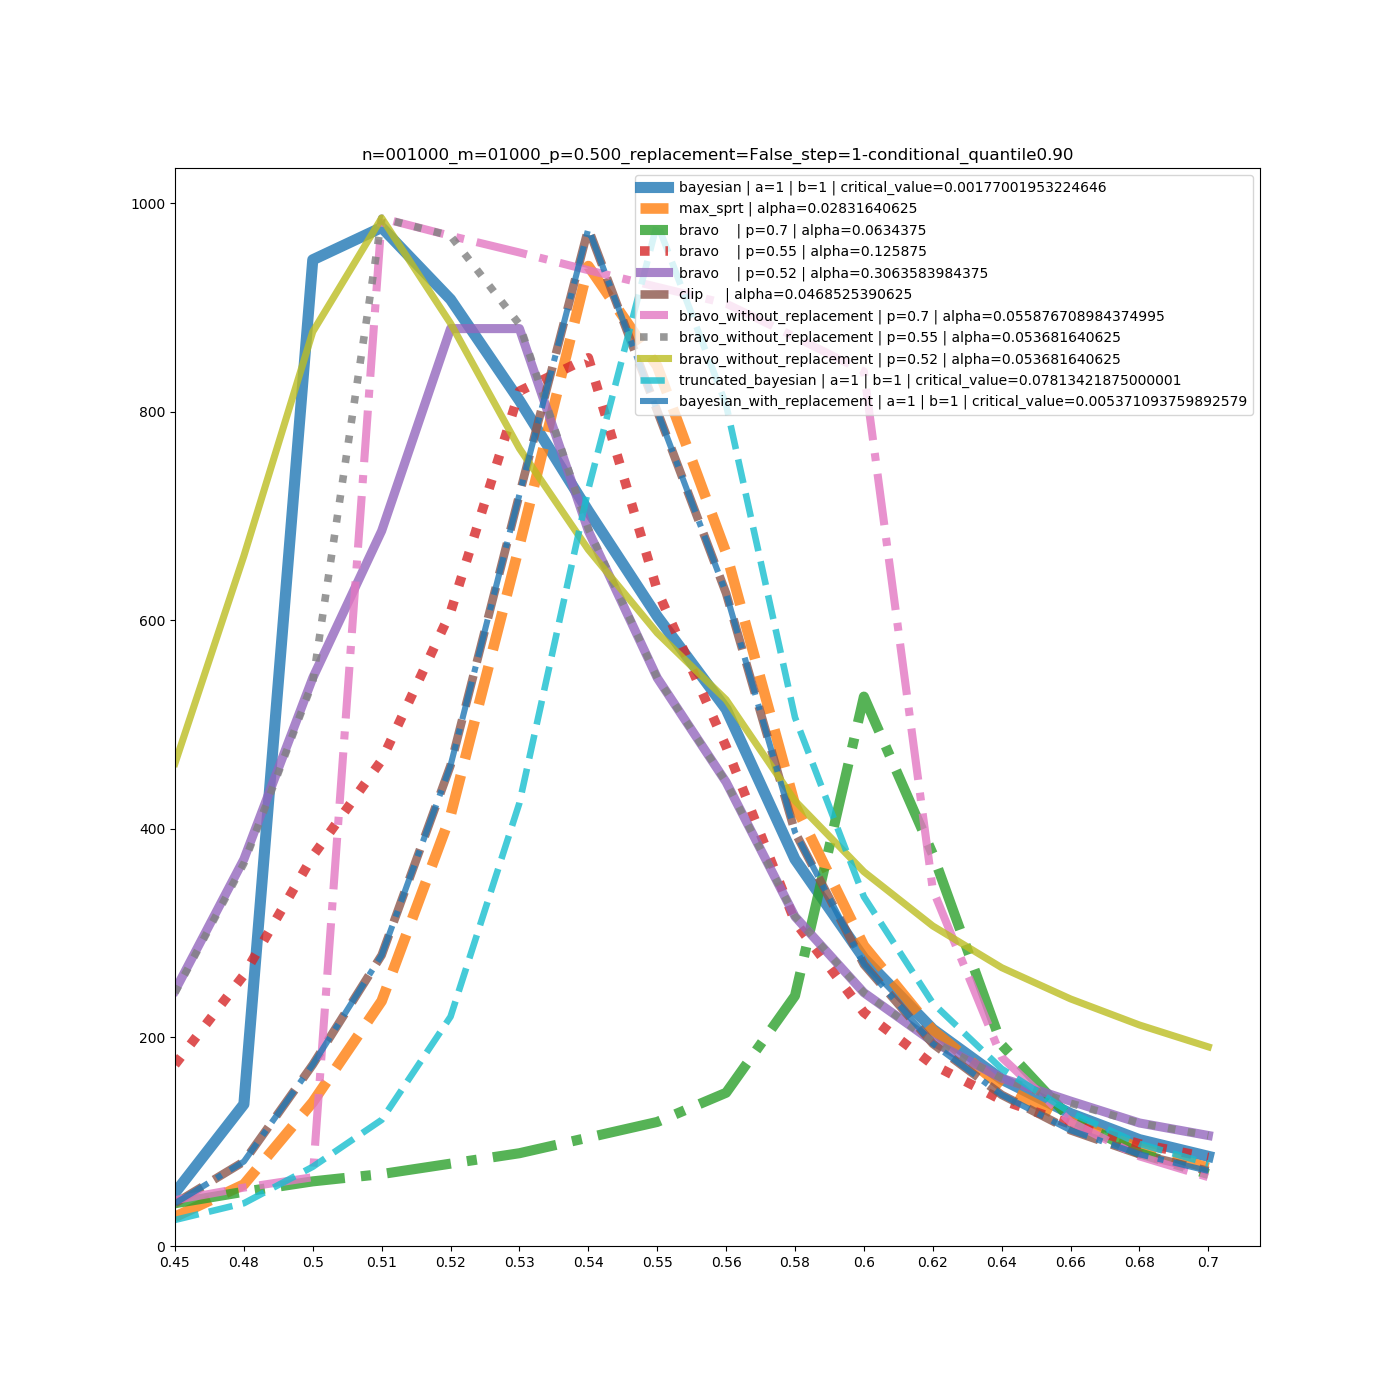 n=001000_m=01000_p=0.500_replacement=False_step=1-conditional_quantile0.90
bayesian | a=1 | b=1 | critical_value=0.00177001953224646
max_sprt | alpha=0.02831640625
bravo    | p=0.7 | alpha=0.0634375
bravo    | p=0.55 | alpha=0.125875
bravo    | p=0.52 | alpha=0.3063583984375
clip     | alpha=0.0468525390625
bravo_without_replacement | p=0.7 | alpha=0.055876708984374995
bravo_without_replacement | p=0.55 | alpha=0.053681640625
bravo_without_replacement | p=0.52 | alpha=0.053681640625
truncated_bayesian | a=1 | b=1 | critical_value=0.07813421875000001
bayesian_with_replacement | a=1 | b=1 | critical_value=0.005371093759892579
1000
800
600
400
200
0
0.45 0.48 0.5 0.51 0.52 0.53 0.54 0.55 0.56 0.58 0.6 0.62 0.64 0.66 0.68 0.7